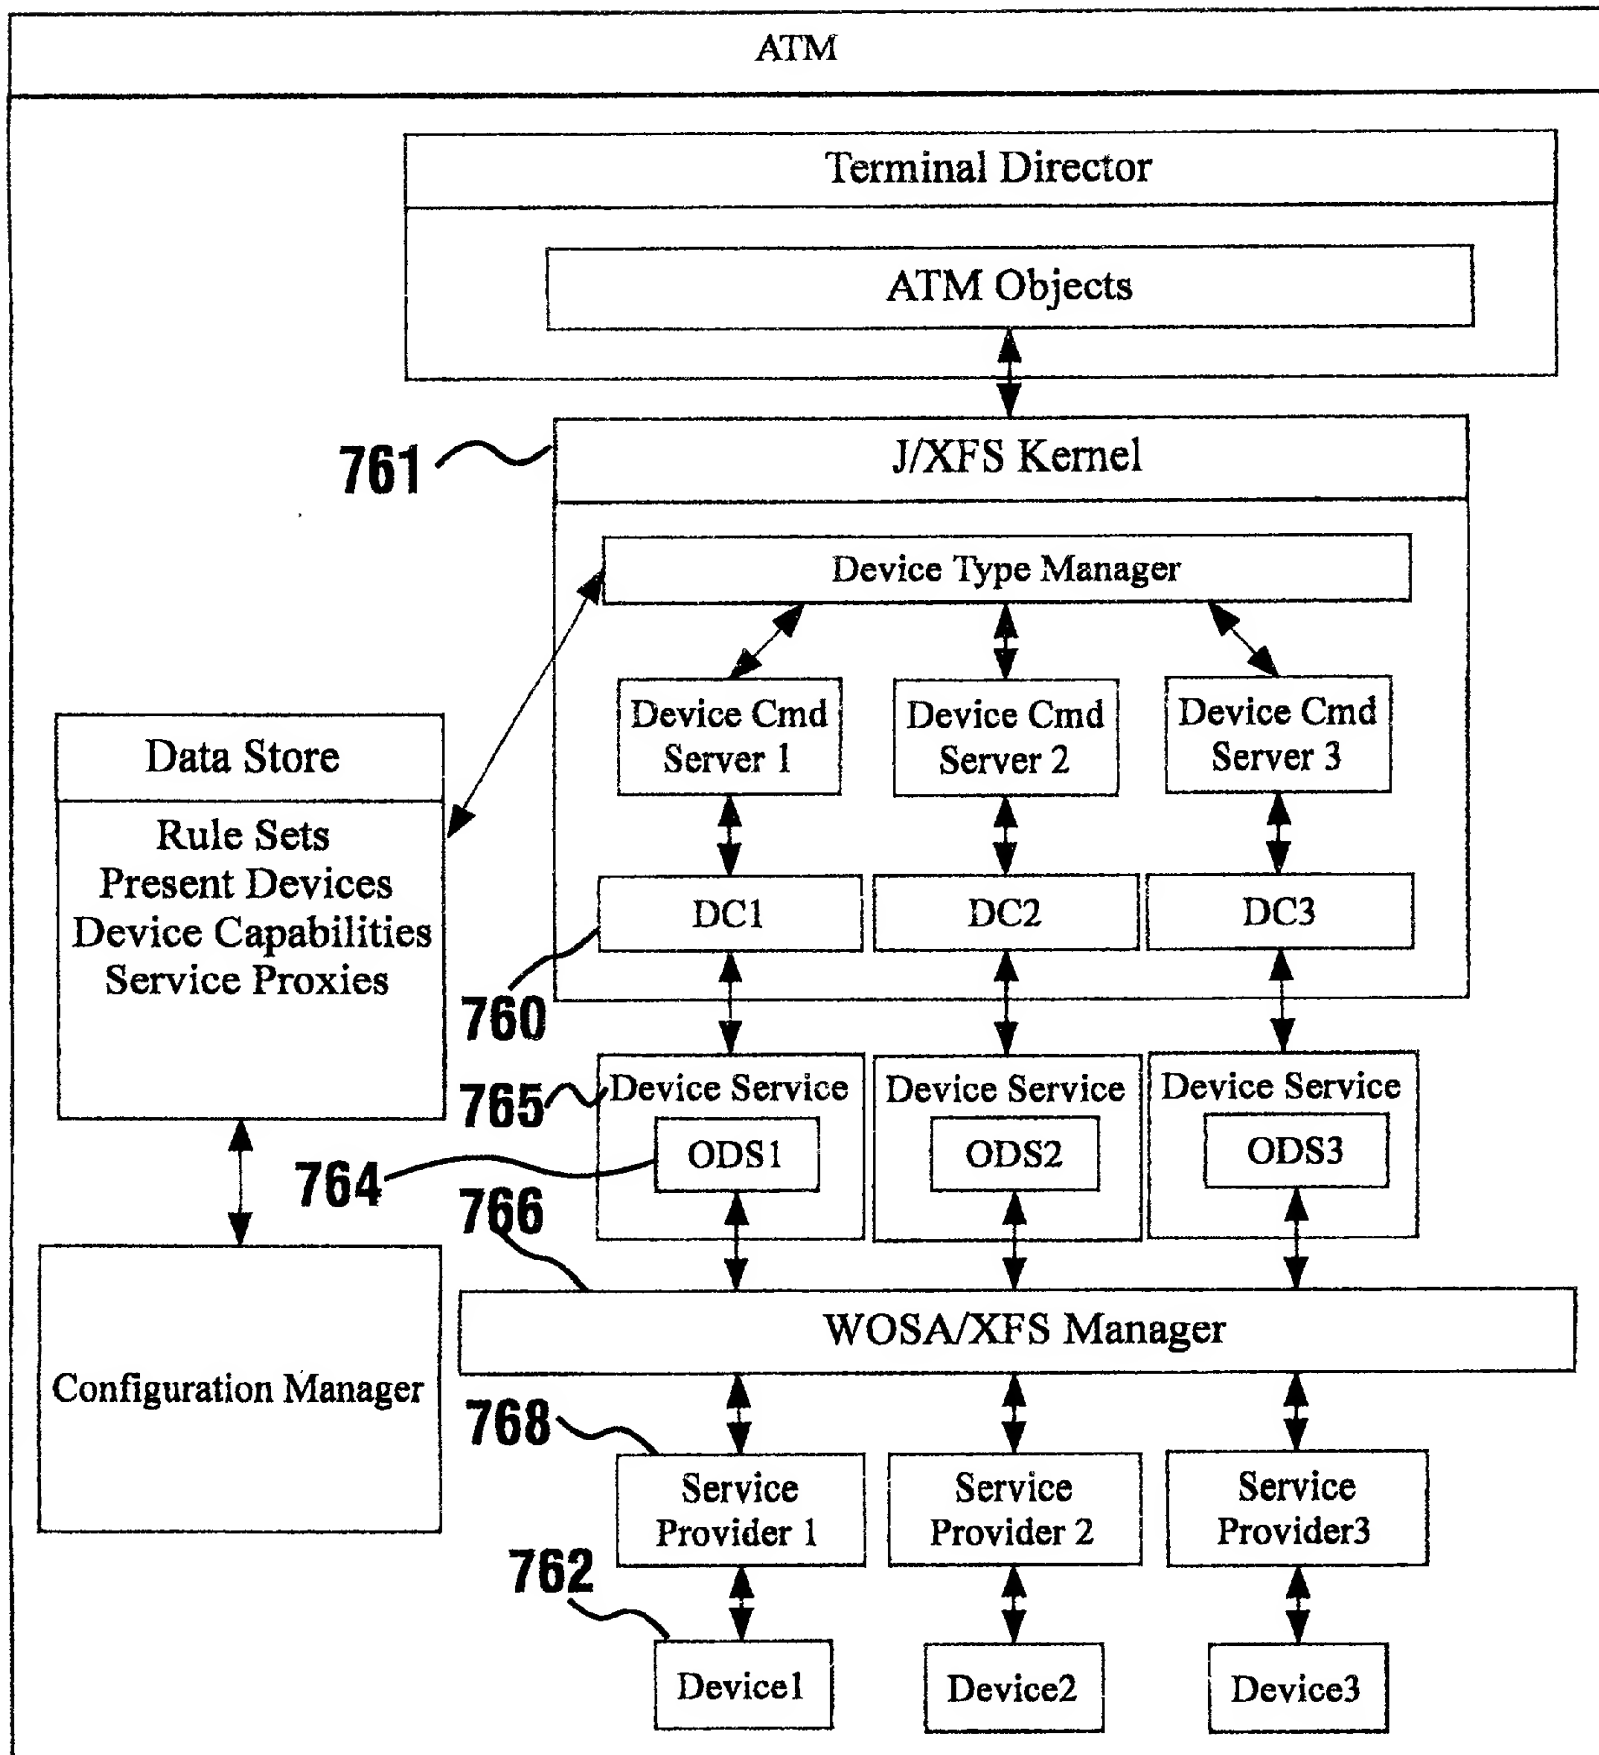 ATM
Terminal Director
ATM Objects
761
J/XFS Kernel
Device Type Manager
Device Cmd
Server 1
Device Cmd
Server 2
Device Cmd
Server 3
Data Store
Rule Sets
Present Devices
Device Capabilities
Service Proxies
DC1
DC2
DC3
760
765
Device Service
Device Service
Device Service
ODS1
ODS2
ODS3
764
766
WOSA/XFS Manager
Configuration Manager
768
Service
Provider 1
Service
Provider 2
Service
Provider3
762
Device1
Device2
Device3